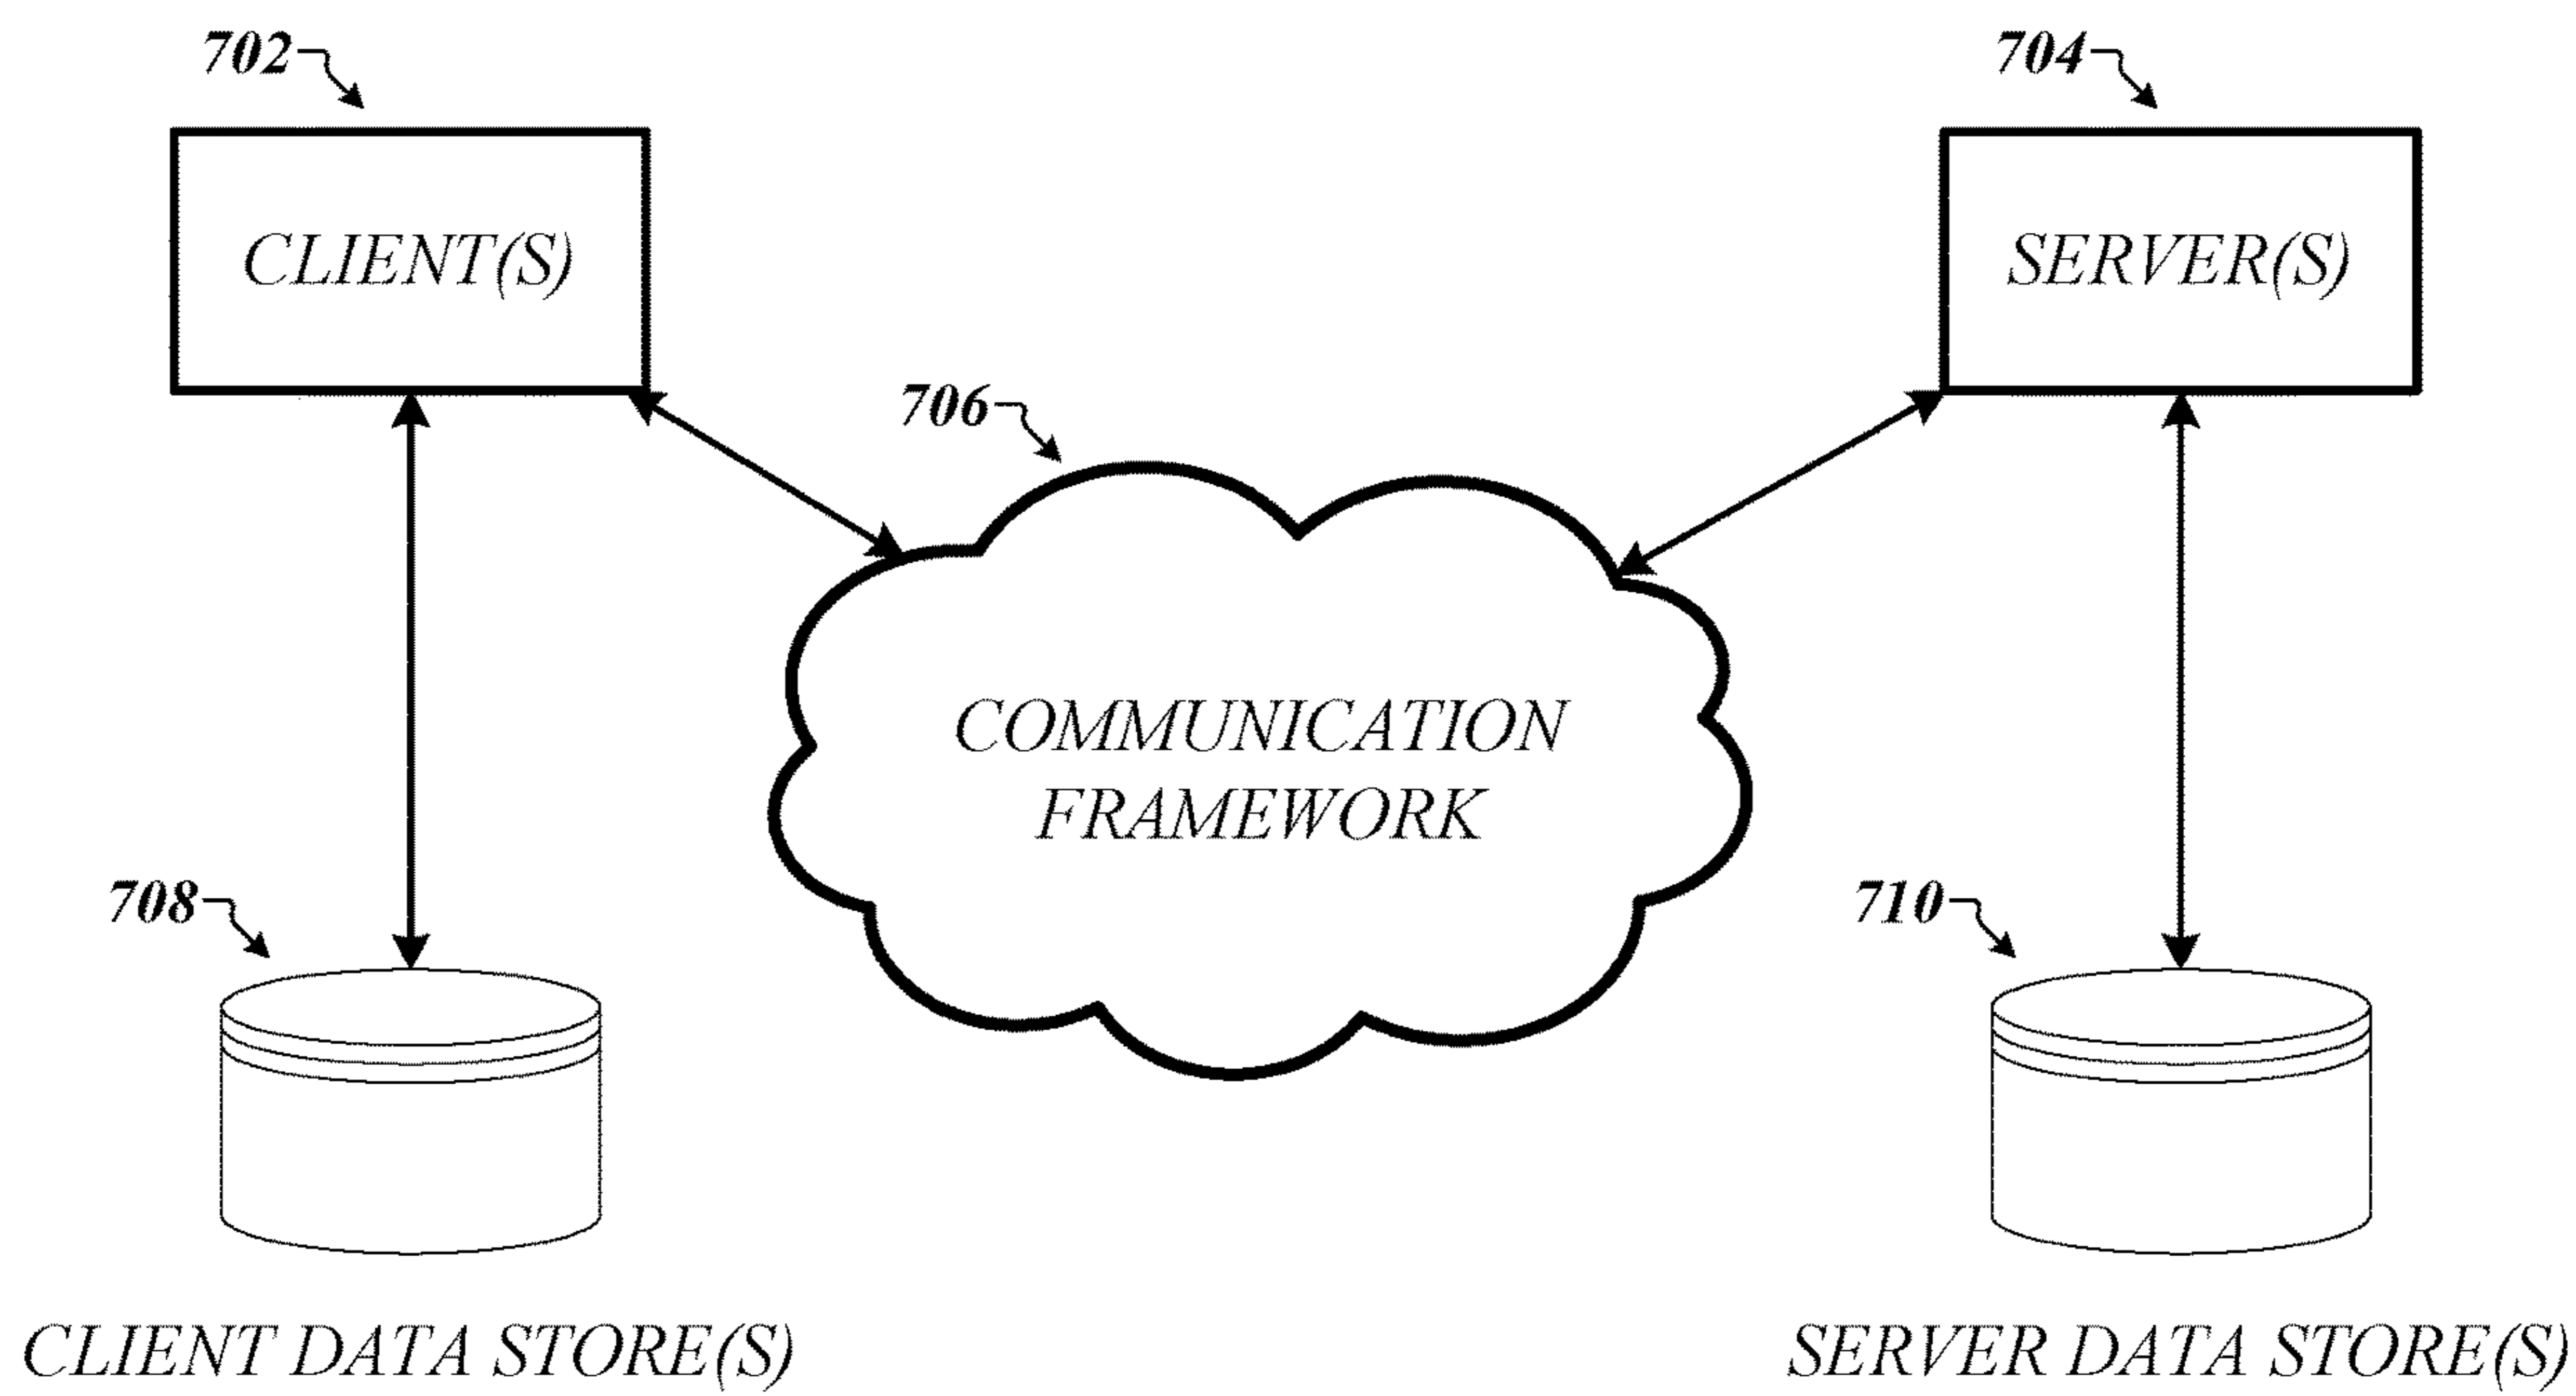 702
704
CLIENT(S)
SERVER(S)
706
COMMUNICATION
FRAMEWORK
708
710
CLIENT DATA STORE(S)
SERVER DATA STORE(S)